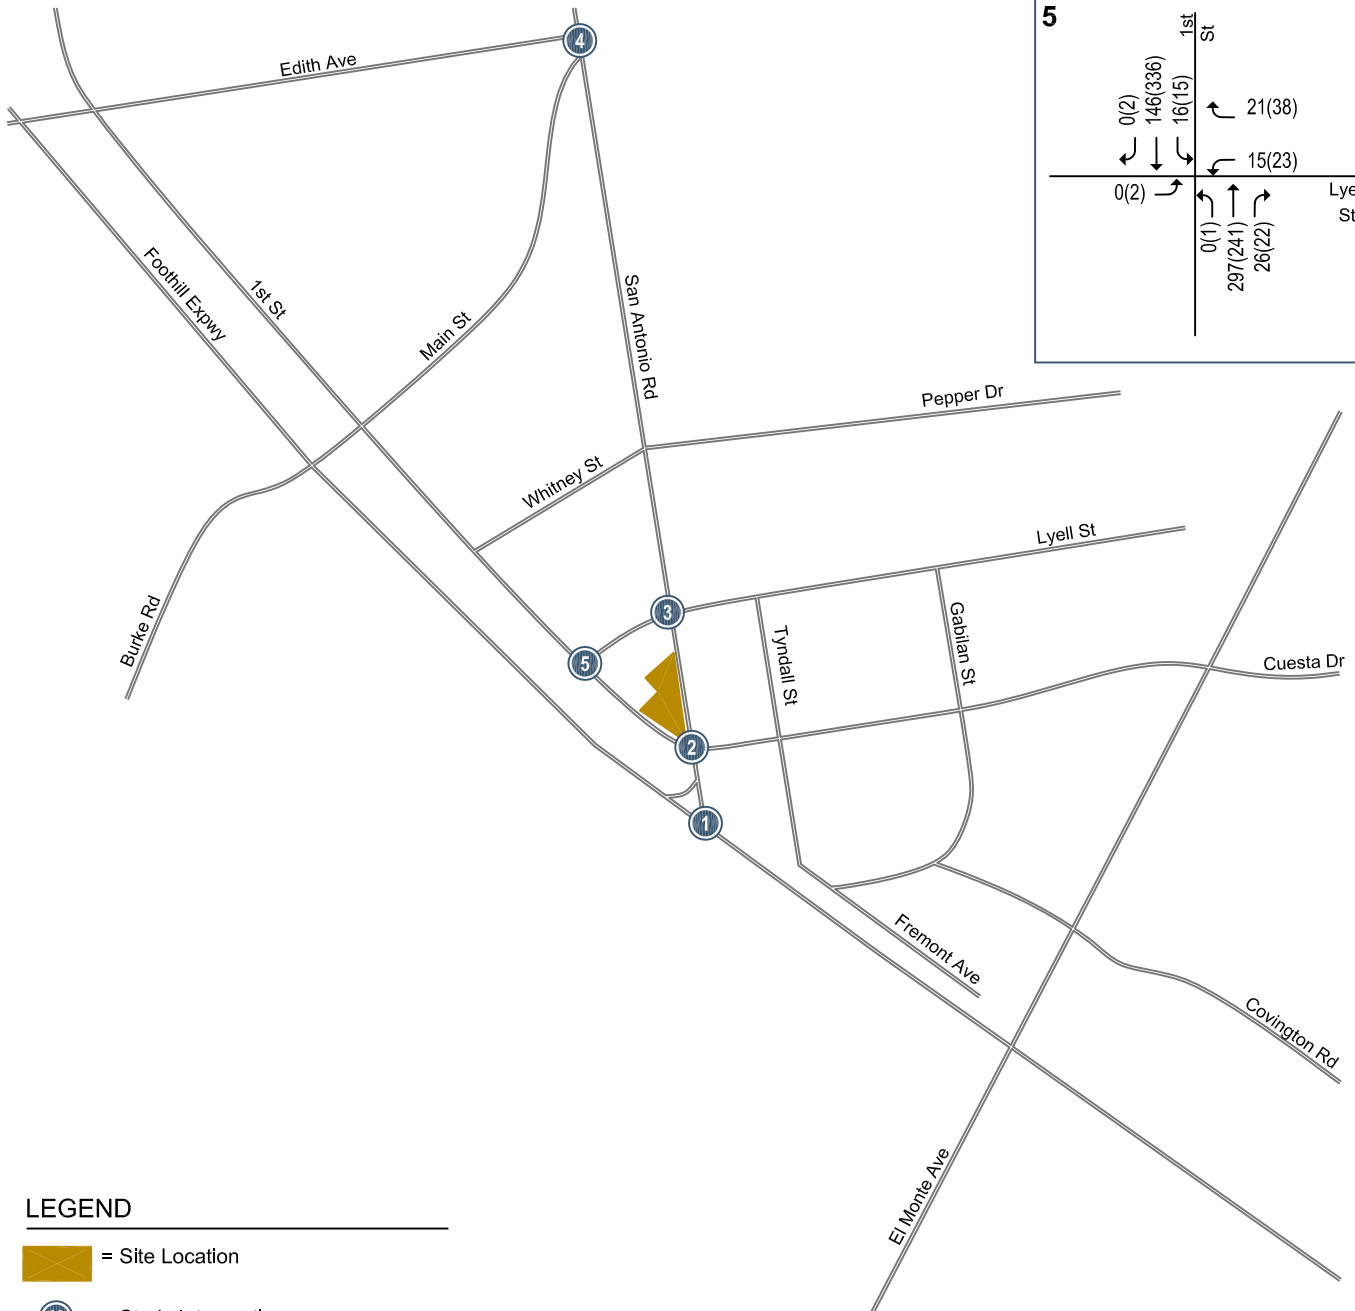 5
1st
St
0(2)
146(336)
16(15)
21(38)
15(23)
0(2)
0(1)
297(241)
26(22)
4
Edith Ave
Foothill Expwy
1st St
Main St
San Antonio Rd
Pepper Dr
Whitney St
Lyell St
3
Burke Rd
Tyndall St
Gabilan St
5
Cuesta Dr
2
1
Fremont Ave
Covington Rd
El Monte Ave
LEGEND
= Site Location